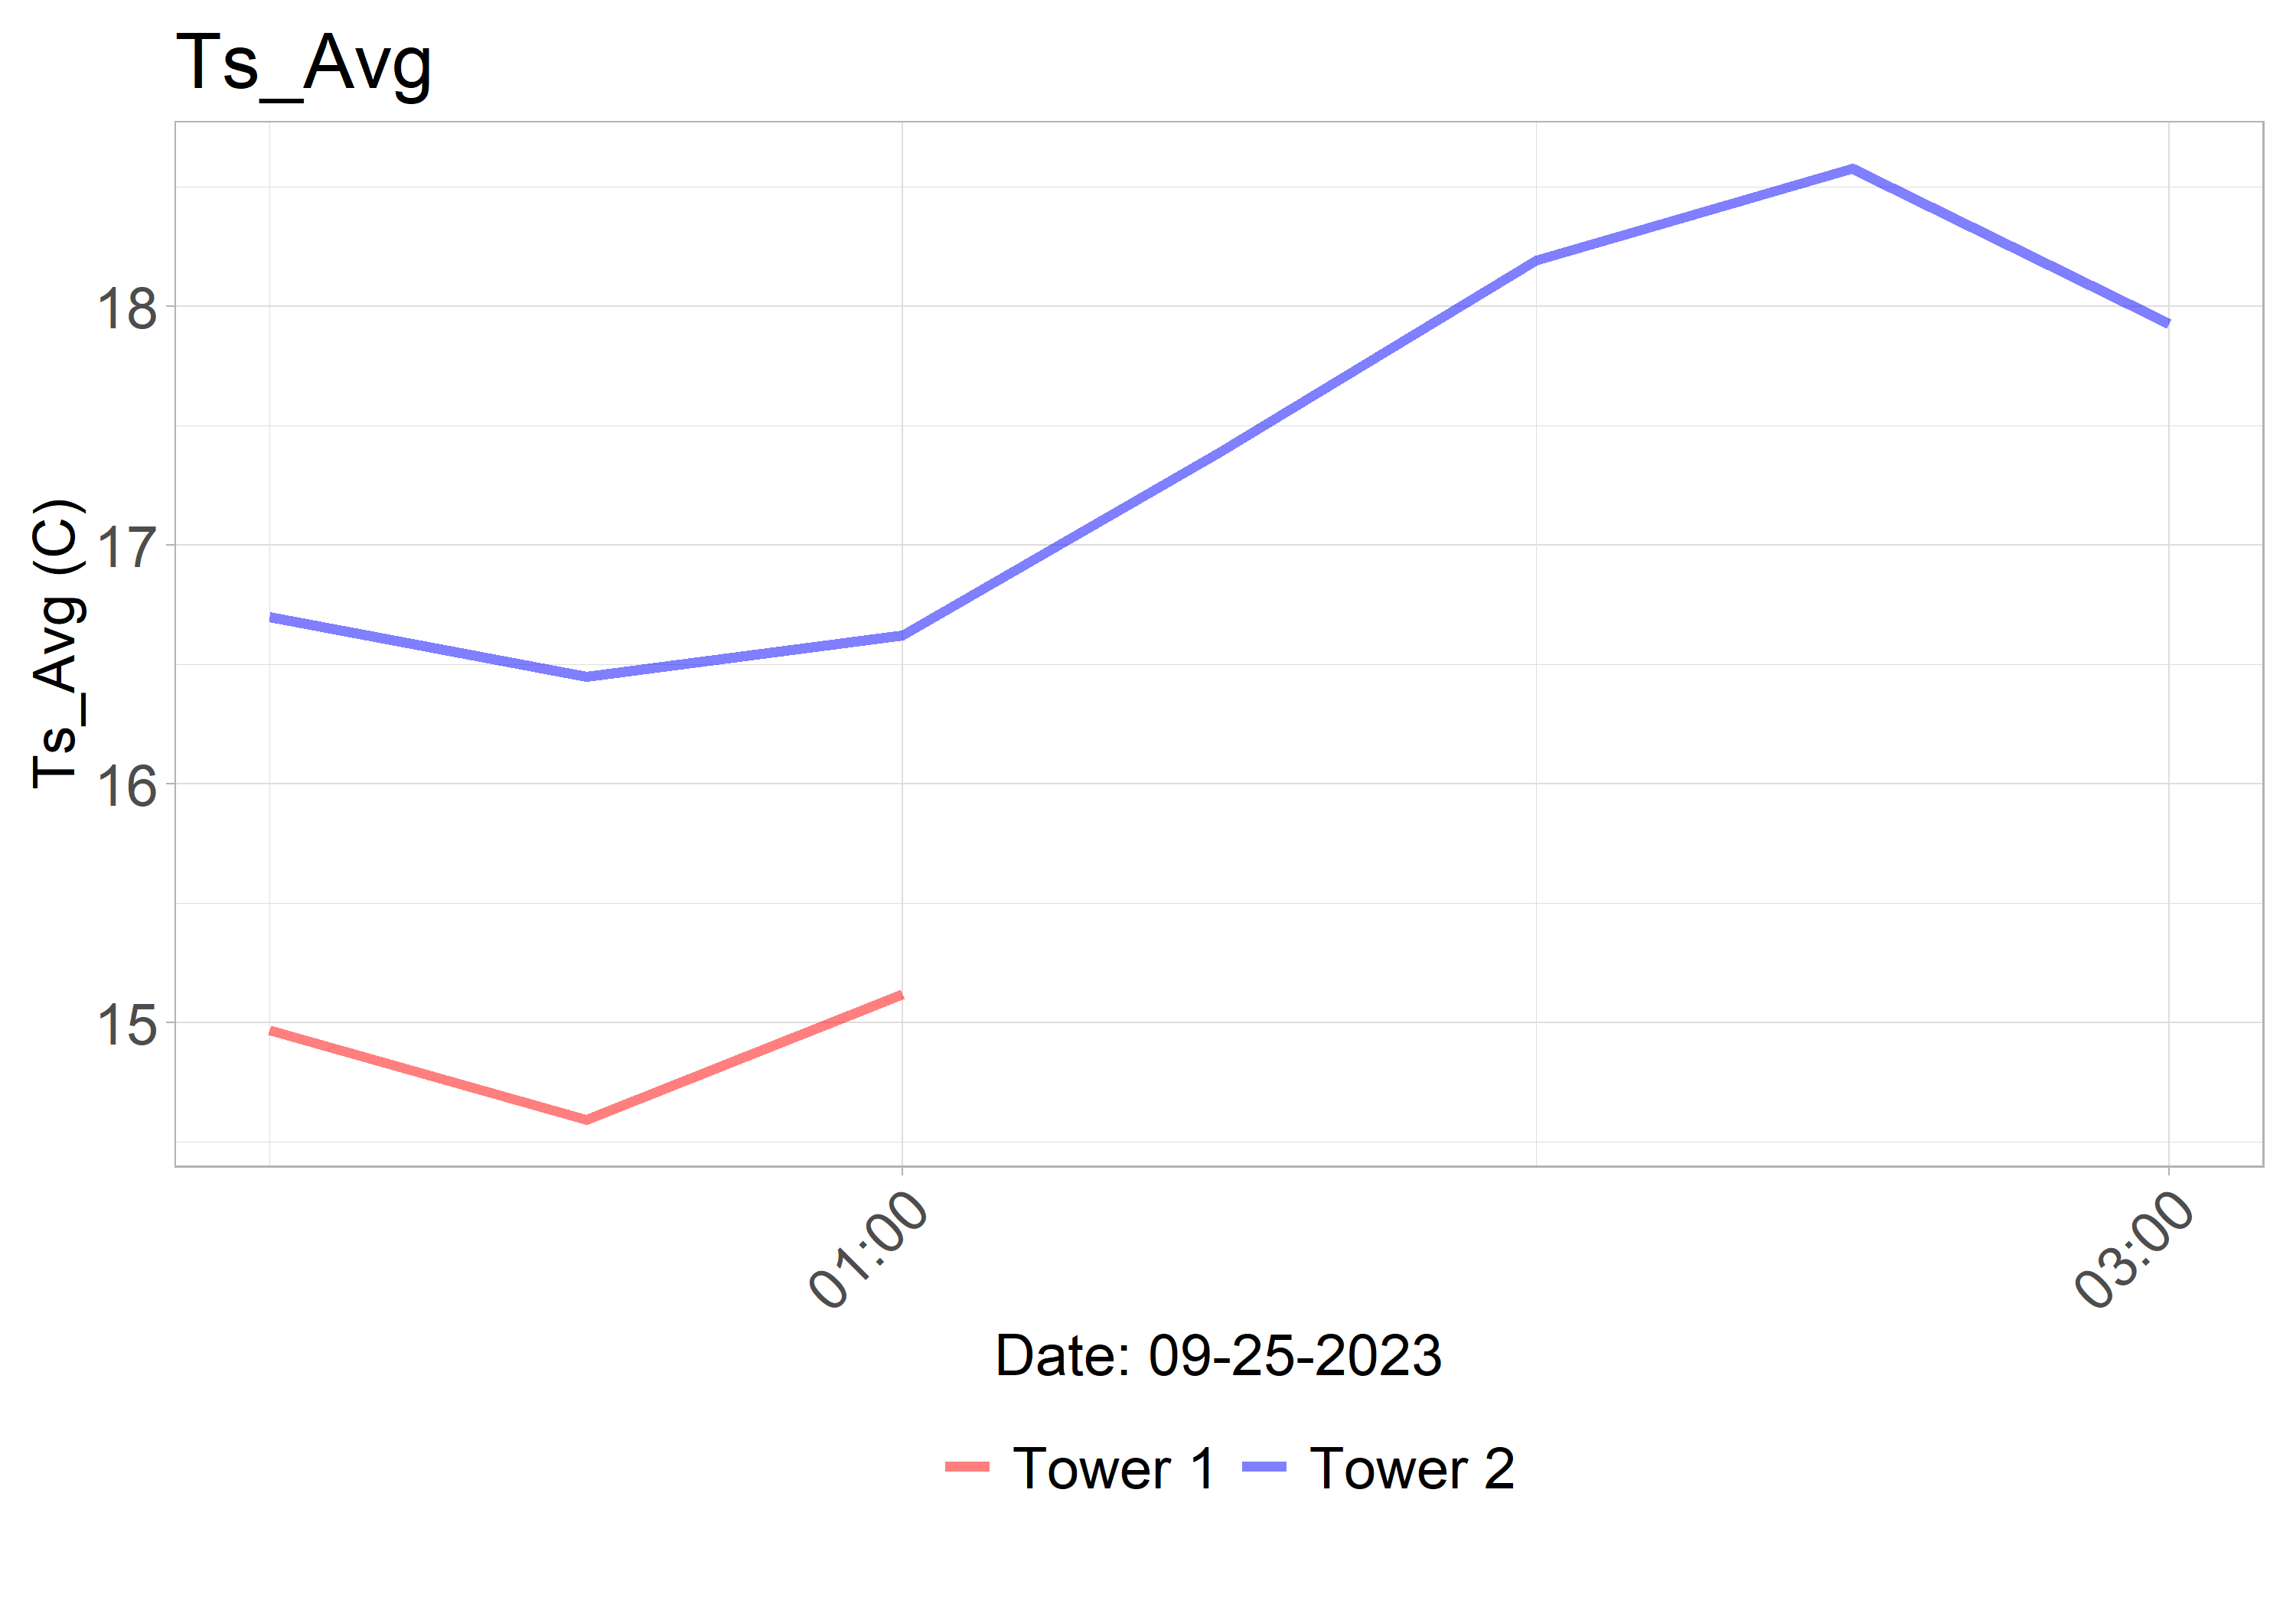 Ts_Avg
Ts_Avg (C)
18
17
16
15
01:00
03:00
Date: 09-25-2023
Tower 1
Tower 2